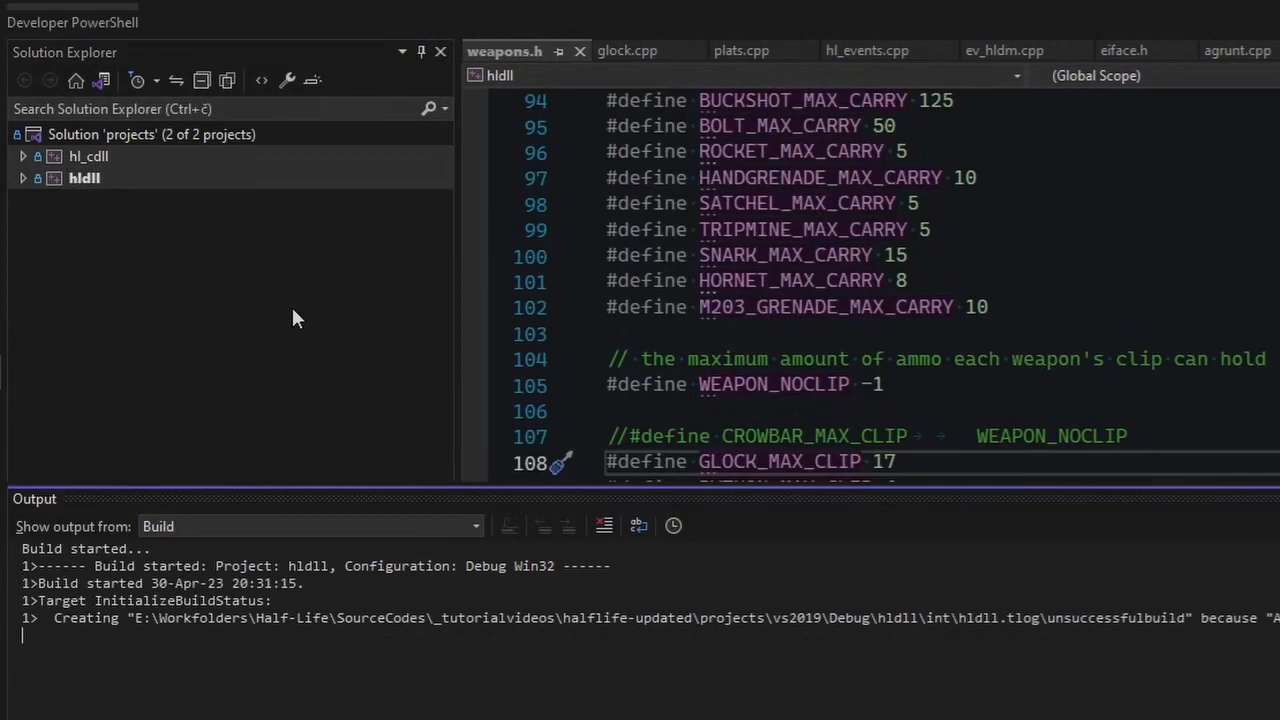 Developer PowerShell
Solution Explorer
Search Solution Explorer (Ctrl+č)
Solution 'projects' (2 of 2 projects)
hl_cdll
hldll
weapons.h
glock.cpp
plats.cpp
hl_events.cpp
ev_hldm.cpp
eiface.h
agrunt.cpp
hldll
(Global Scope)
94 #define BUCKSHOT_MAX_CARRY 125
95 #define BOLT_MAX_CARRY 50
96 #define ROCKET_MAX_CARRY 5
97 #define HANDGRENADE_MAX_CARRY 10
98 #define SATCHEL_MAX_CARRY 5
99 #define TRIPMINE_MAX_CARRY 5
100 #define SNARK_MAX_CARRY 15
101 #define HORNET_MAX_CARRY 8
102 #define M203_GRENADE_MAX_CARRY 10
103
104 // the maximum amount of ammo each weapon's clip can hold
105 #define WEAPON_NOCLIP -1
106
107 //#define CROWBAR_MAX_CLIP WEAPON_NOCLIP
108 #define GLOCK_MAX_CLIP 17
Output
Show output from: Build
Build started...
1>------ Build started: Project: hldll, Configuration: Debug Win32 ------
1>Build started 30-Apr-23 20:31:15.
1>Target InitializeBuildStatus:
1>  Creating "E:\Workfolders\Half-Life\SourceCodes\_tutorialvideos\halflife-updated\projects\vs2019\Debug\hldll\int\hldll.tlog\unsuccessfulbuild" because "A